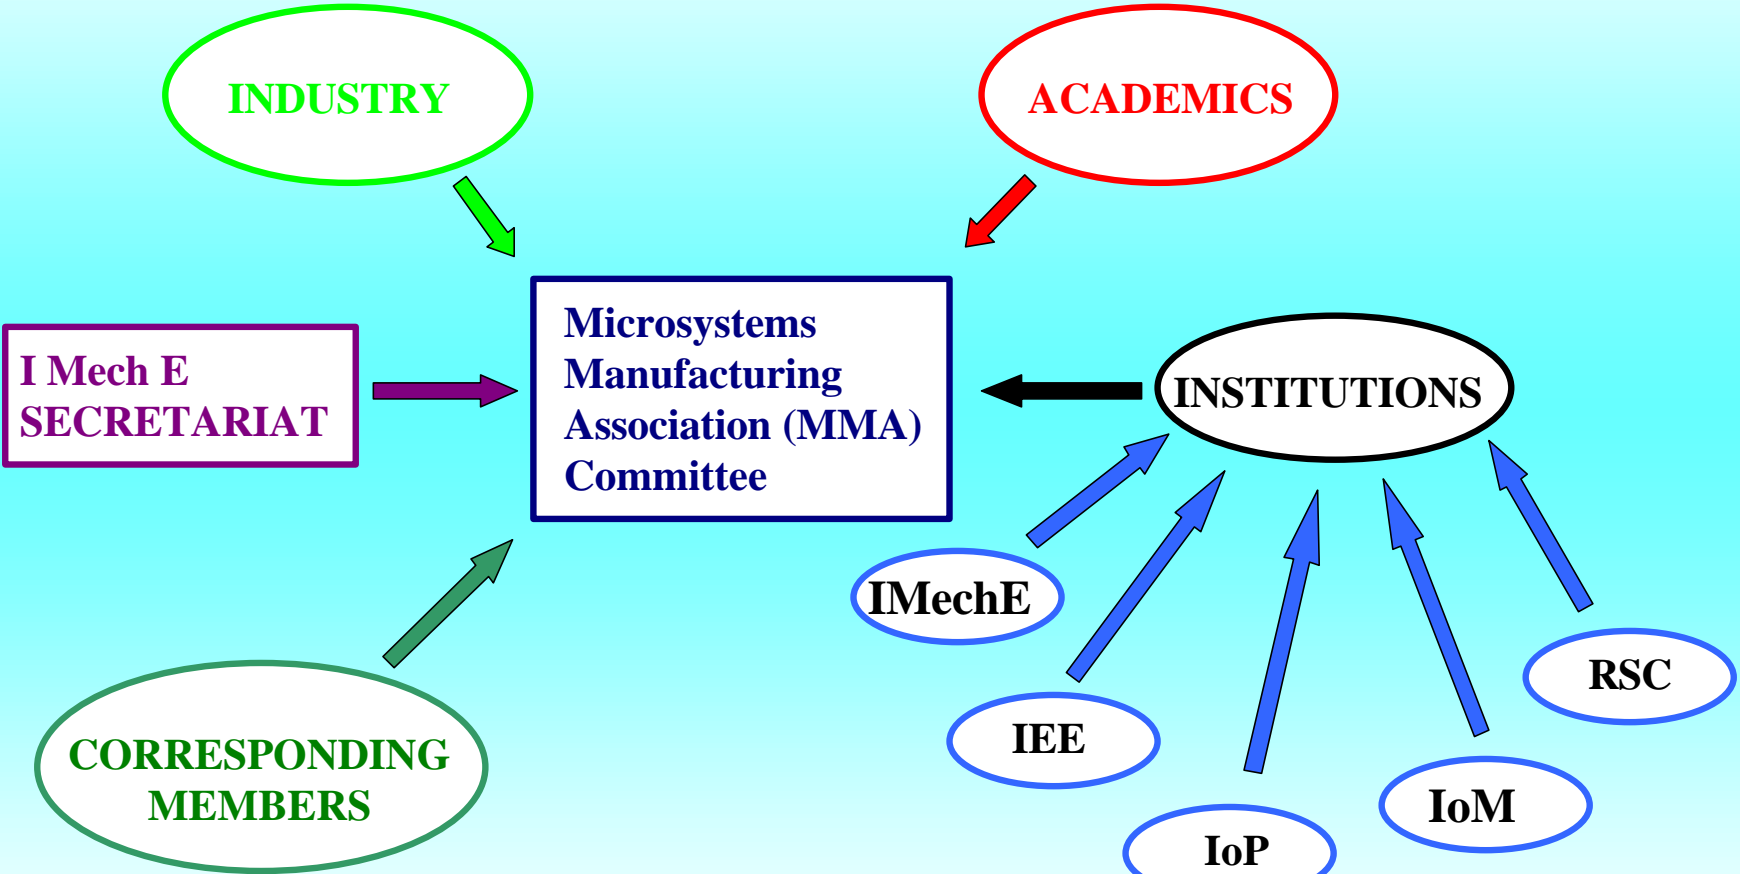 INDUSTRY
ACADEMICS
Microsystems
Manufacturing
Association (MMA)
Committee
I Mech E
SECRETARIAT
INSTITUTIONS
IMechE
RSC
IEE
CORRESPONDING
MEMBERS
IoM
IoP